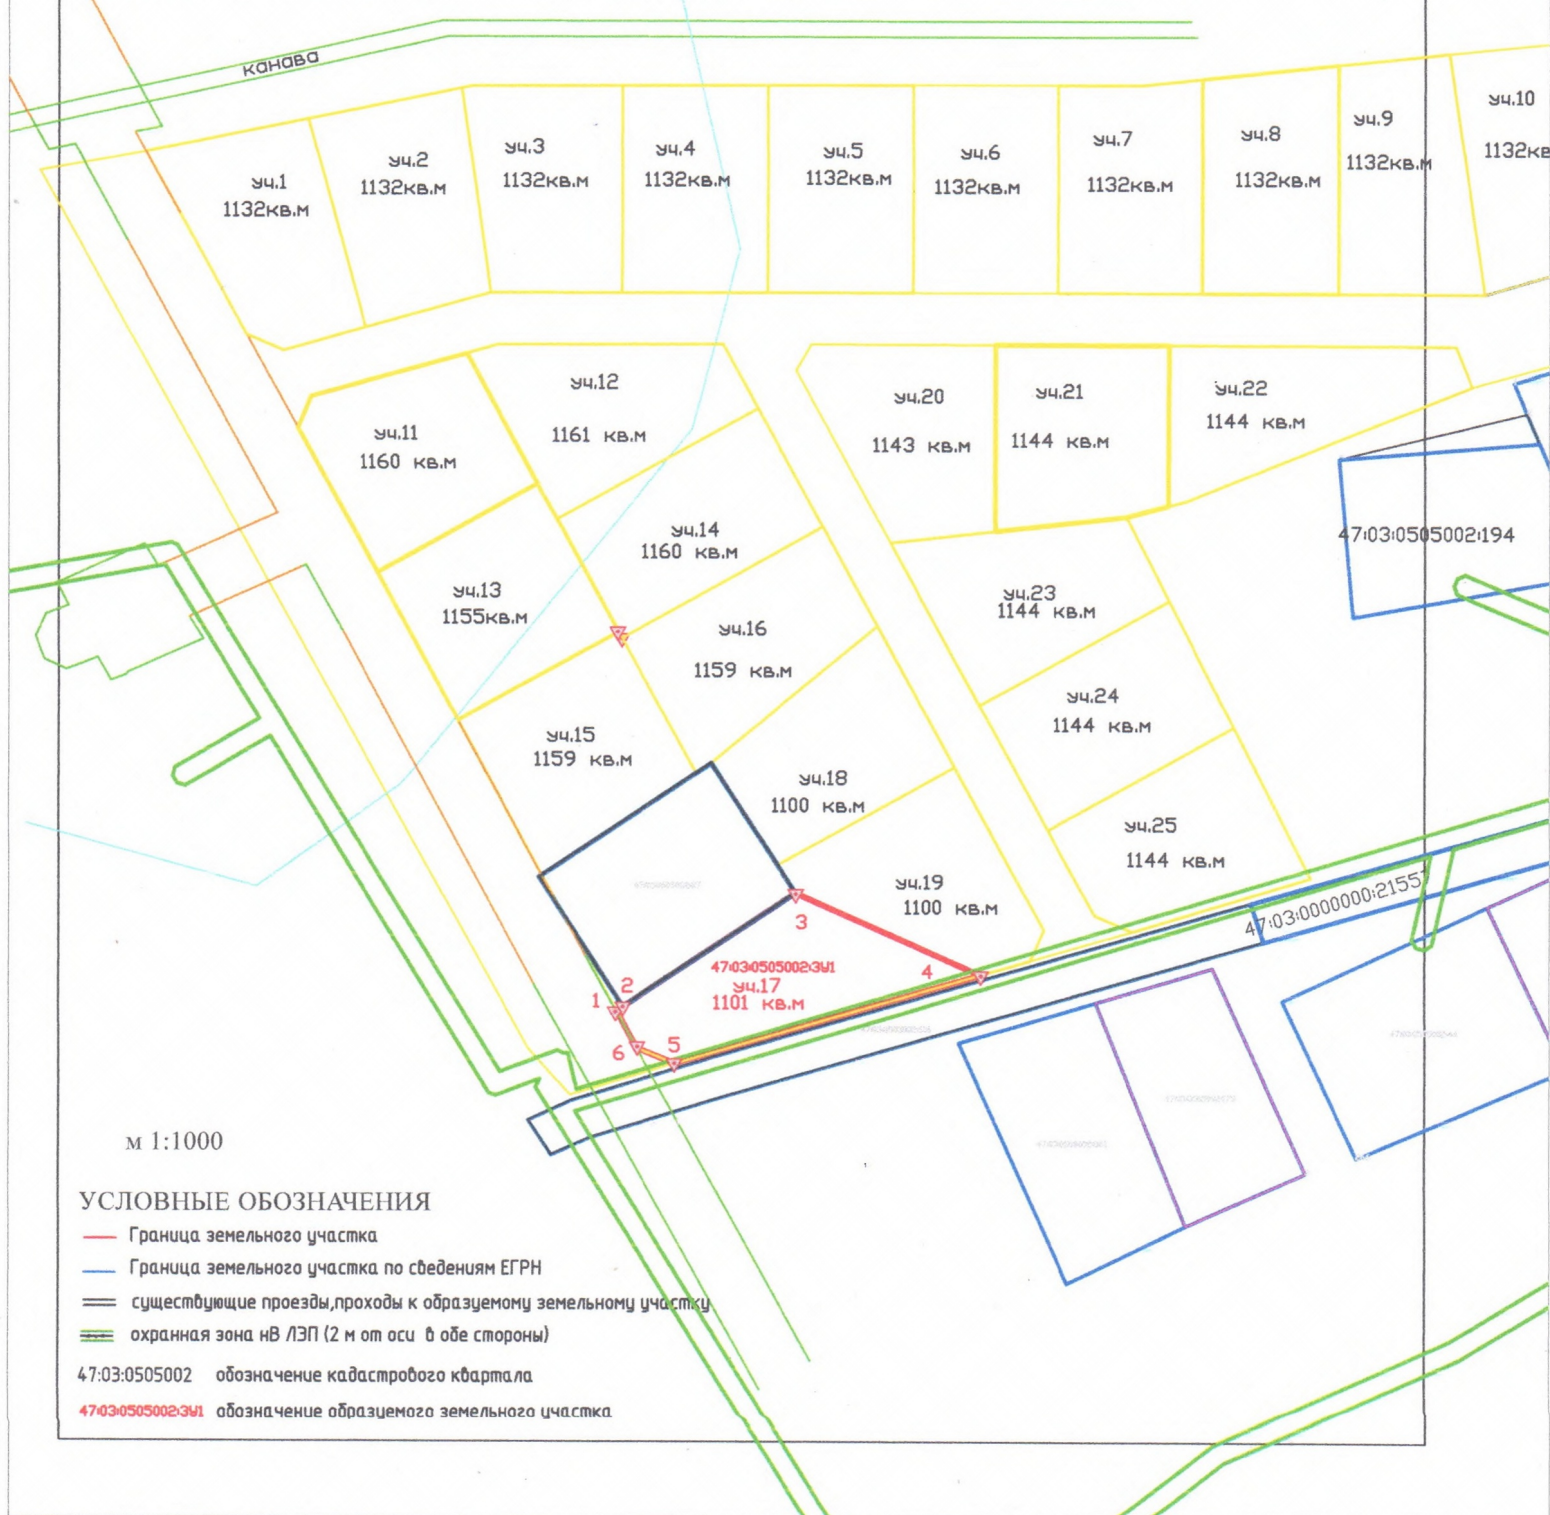 канава
уч.1
1132кв.м
уч.2
1132кв.м
уч.3
1132кв.м
уч.4
1132кв.м
уч.5
1132кв.м
уч.6
1132кв.м
уч.7
1132кв.м
уч.8
1132кв.м
уч.9
1132кв.м
уч.10
1132кв
уч.11
1160 кв.м
уч.12
1161 кв.м
уч.20
1143 кв.м
уч.21
1144 кв.м
уч.22
1144 кв.м
47:03:0505002:194
уч.13
1155кв.м
уч.14
1160 кв.м
уч.23
1144 кв.м
уч.16
1159 кв.м
уч.15
1159 кв.м
уч.24
1144 кв.м
уч.18
1100 кв.м
уч.25
1144 кв.м
уч.19
1100 кв.м
47:03:0000000:21557
3
4
47:03:0505002:ЗУ1
уч.17
1101 кв.м
1
2
5
6
м 1:1000
УСЛОВНЫЕ ОБОЗНАЧЕНИЯ
Граница земельного участка
Граница земельного участка по сведениям ЕГРН
существующие проезды,проходы к образуемому земельному участку
охранная зона нВ ЛЭП (2 м от оси в обе стороны)
47:03:0505002 обозначение кадастрового квартала
47:03:0505002:ЗУ1 обозначение образуемого земельного участка